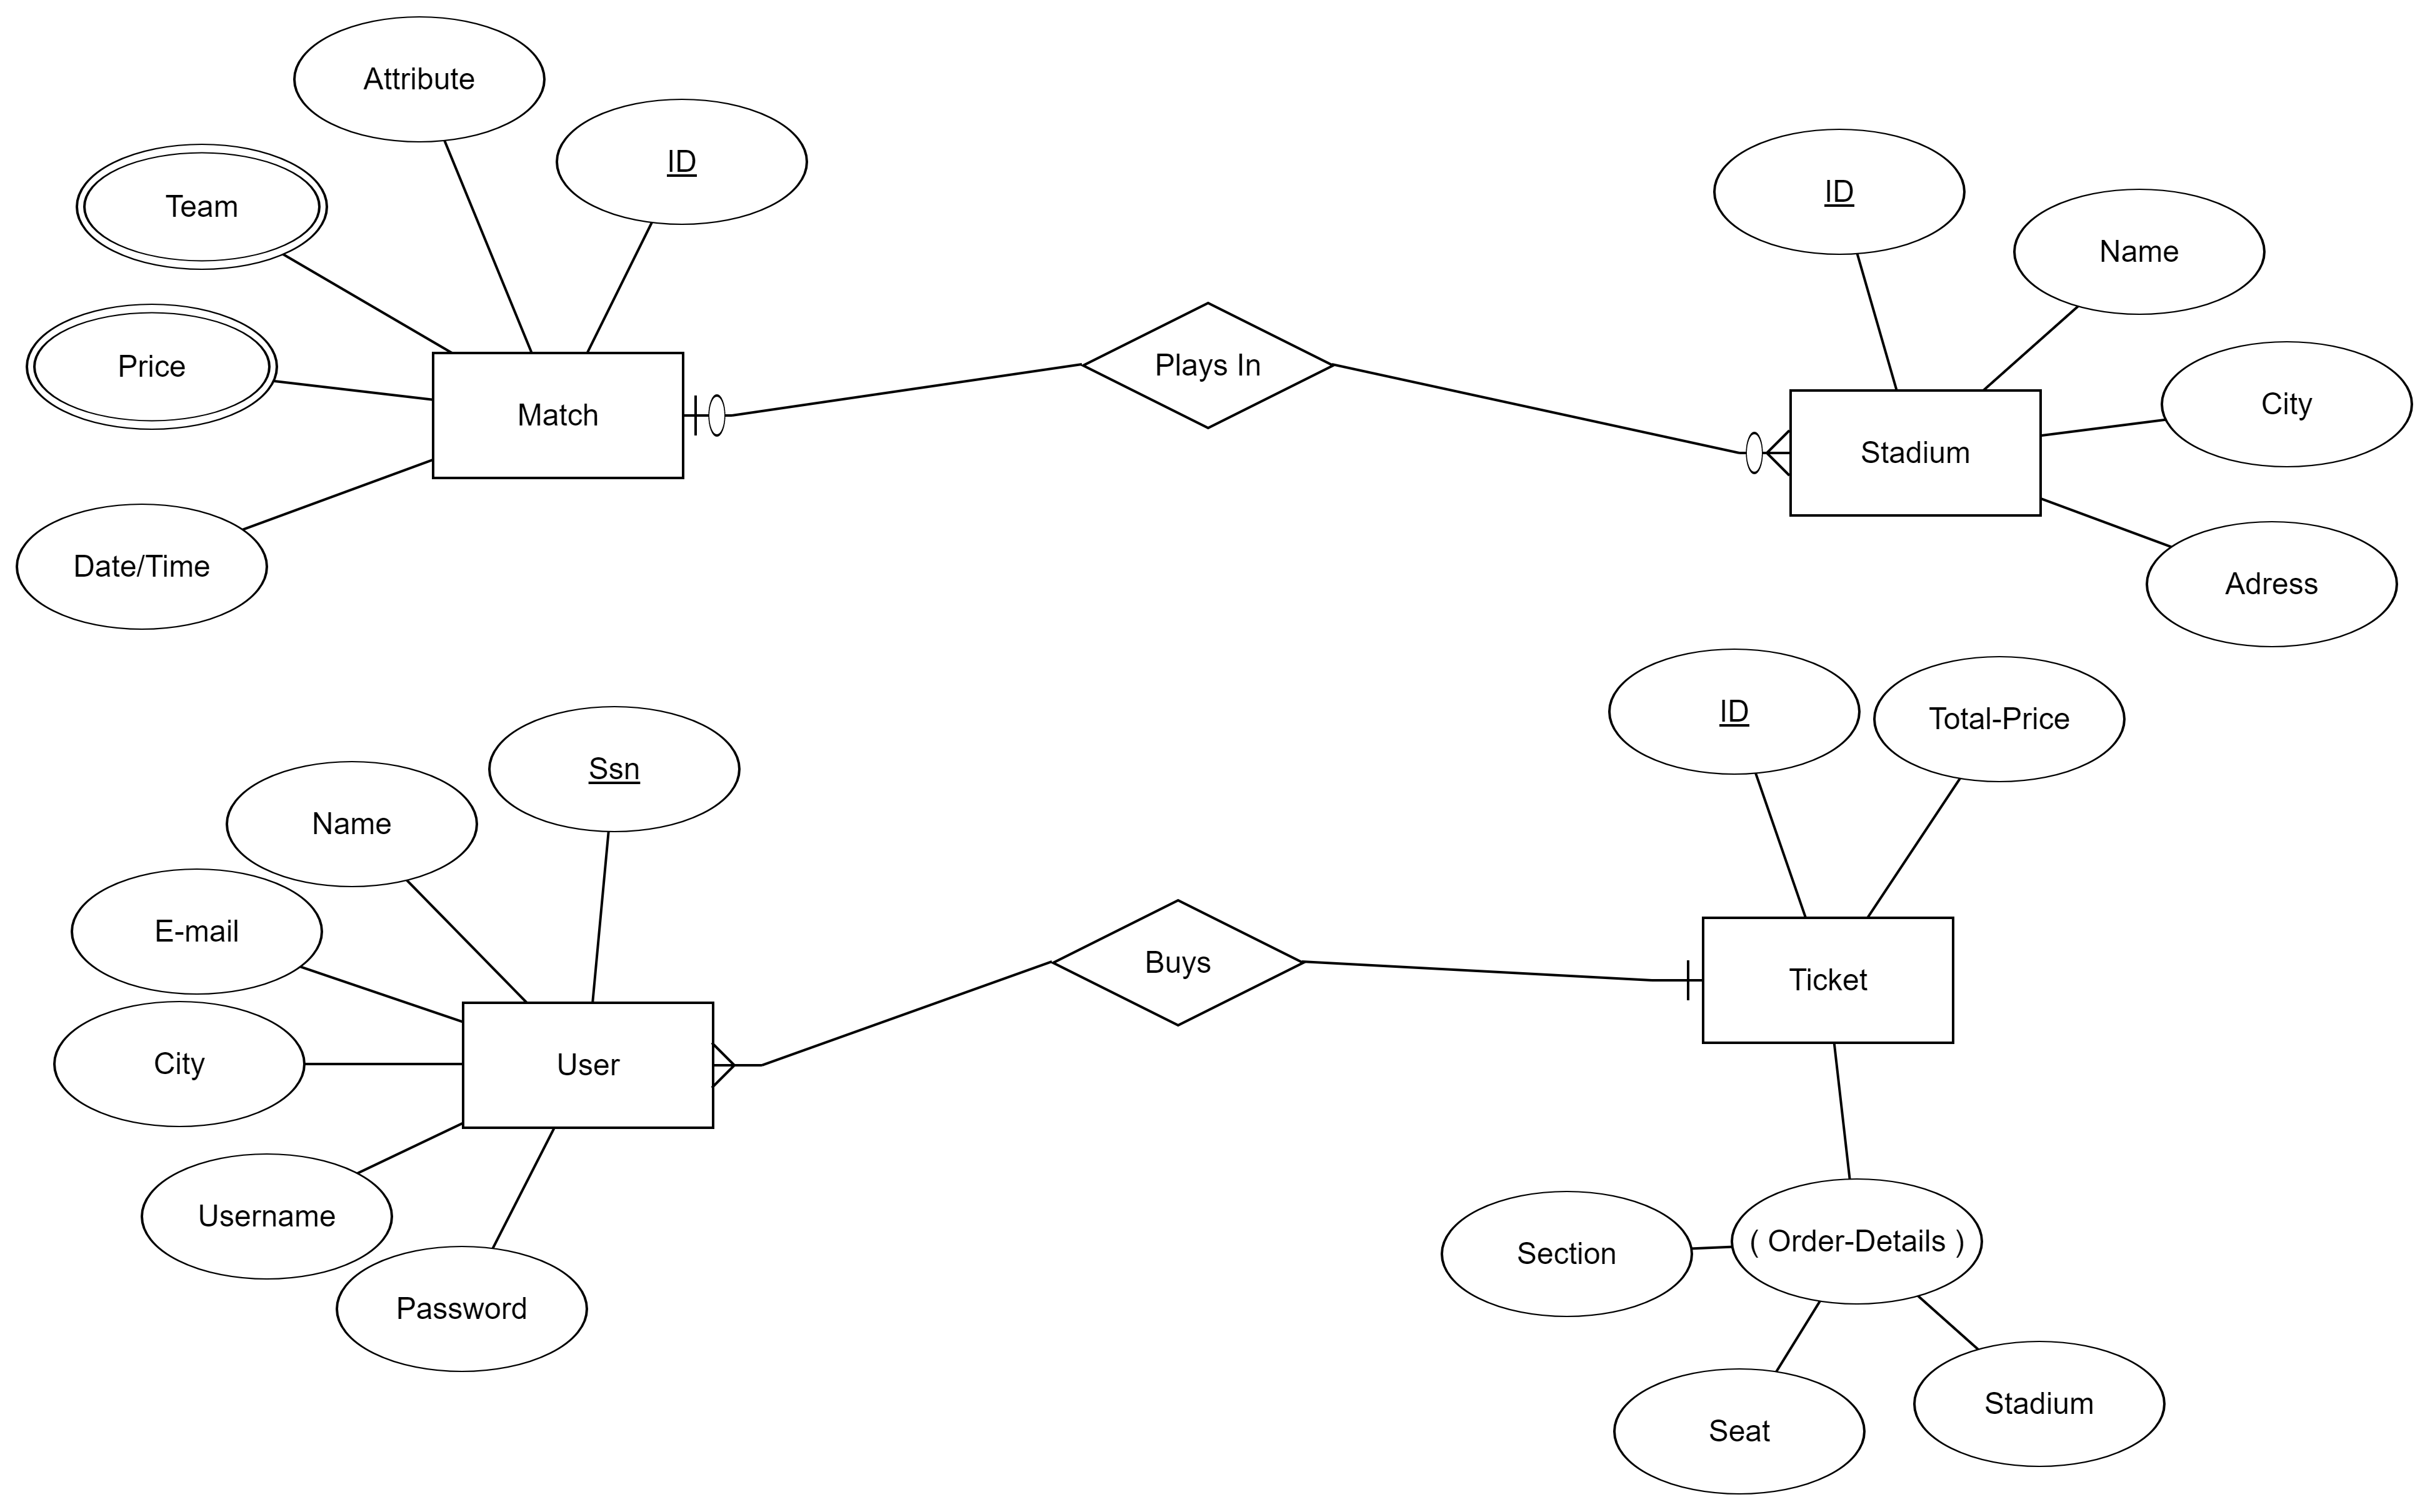 Attribute
ID
Team
Price
Match
Date/Time
Plays In
ID
Name
City
Stadium
Adress
Ssn
Name
E-mail
City
User
Username
Password
Buys
ID
Total-Price
Ticket
( Order-Details )
Section
Seat
Stadium